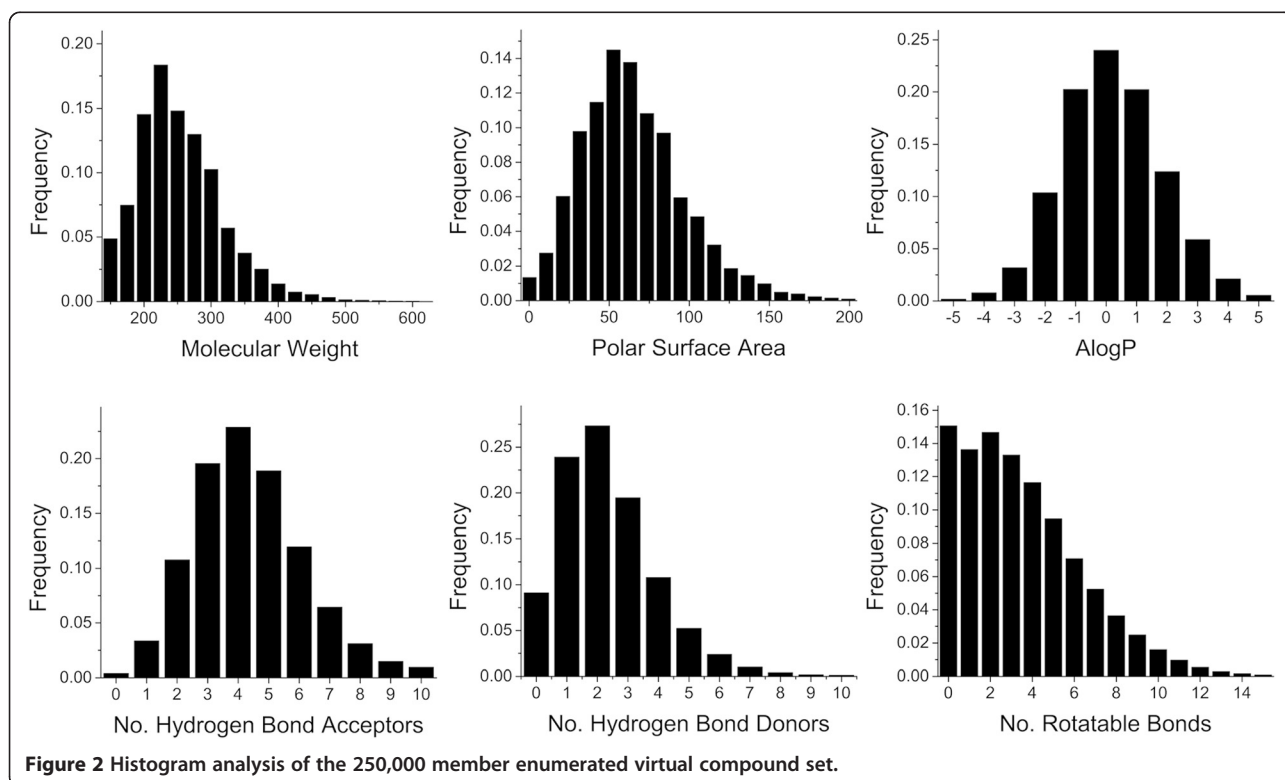 0.20
0.15
0.10
0.05
0.00
Frequency
200 300 400 500 600
Molecular Weight
0.14
0.12
0.10
0.08
0.06
0.04
0.02
0.00
Frequency
0 50 100 150 200
Polar Surface Area
0.25
0.20
0.15
0.10
0.05
0.00
Frequency
-5 -4 -3 -2 -1 0 1 2 3 4 5
AlogP
0.20
0.15
0.10
0.05
0.00
Frequency
0 1 2 3 4 5 6 7 8 9 10
No. Hydrogen Bond Acceptors
0.25
0.20
0.15
0.10
0.05
0.00
Frequency
0 1 2 3 4 5 6 7 8 9 10
No. Hydrogen Bond Donors
0.16
0.14
0.12
0.10
0.08
0.06
0.04
0.02
0.00
Frequency
0 2 4 6 8 10 12 14
No. Rotatable Bonds
Figure 2 Histogram analysis of the 250,000 member enumerated virtual compound set.